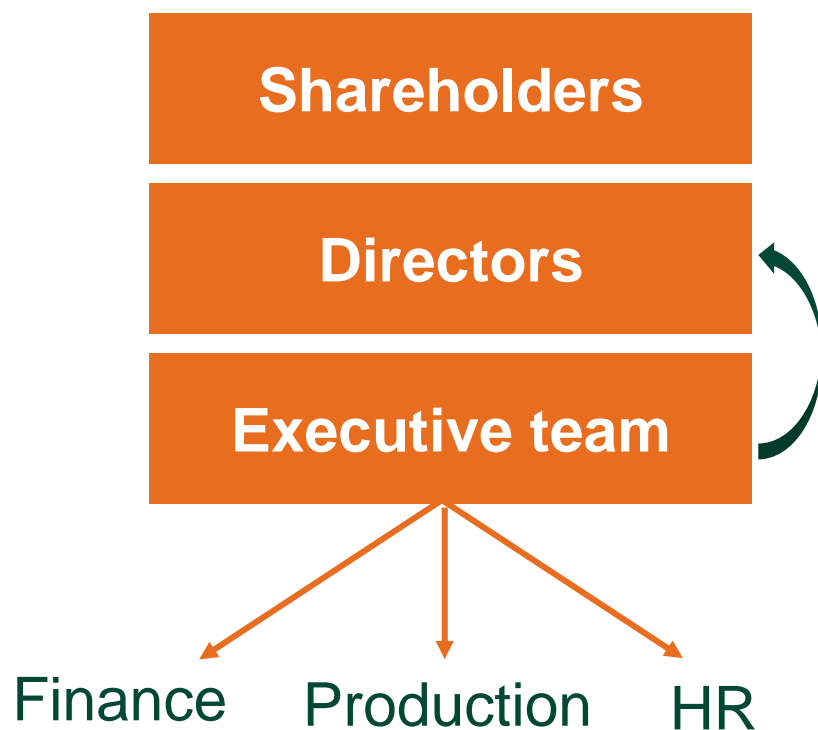 Shareholders
Directors
Executive team
Finance Production HR